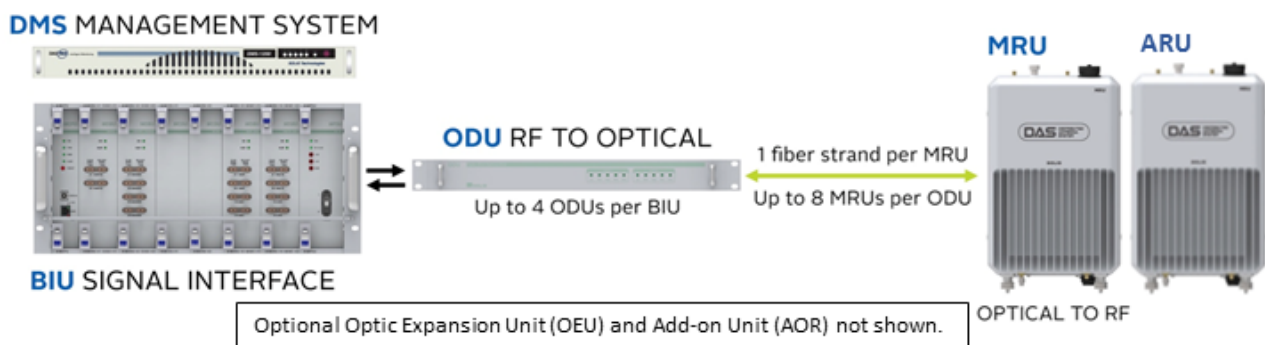 DMS MANAGEMENT SYSTEM
BIU SIGNAL INTERFACE
ODU RF TO OPTICAL
Up to 4 ODUs per BIU
1 fiber strand per MRU
Up to 8 MRUs per ODU
MRU
ARU
DAS
DAS
OPTICAL TO RF
Optional Optic Expansion Unit (OEU) and Add-on Unit (AOR) not shown.